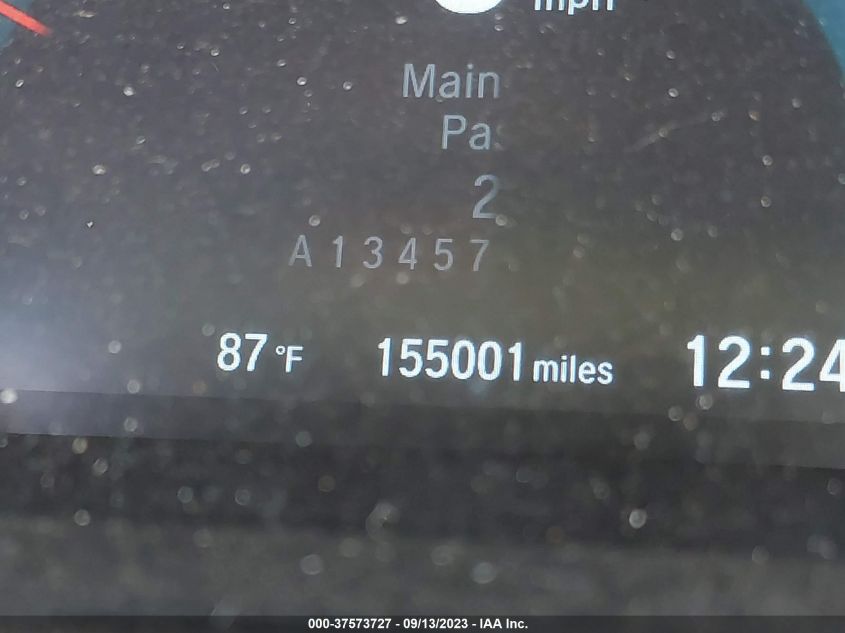 mph
Main
Pa
2
A13457
87 °F 155001 miles 12:24
000-37573727 - 09/13/2023 - IAA Inc.